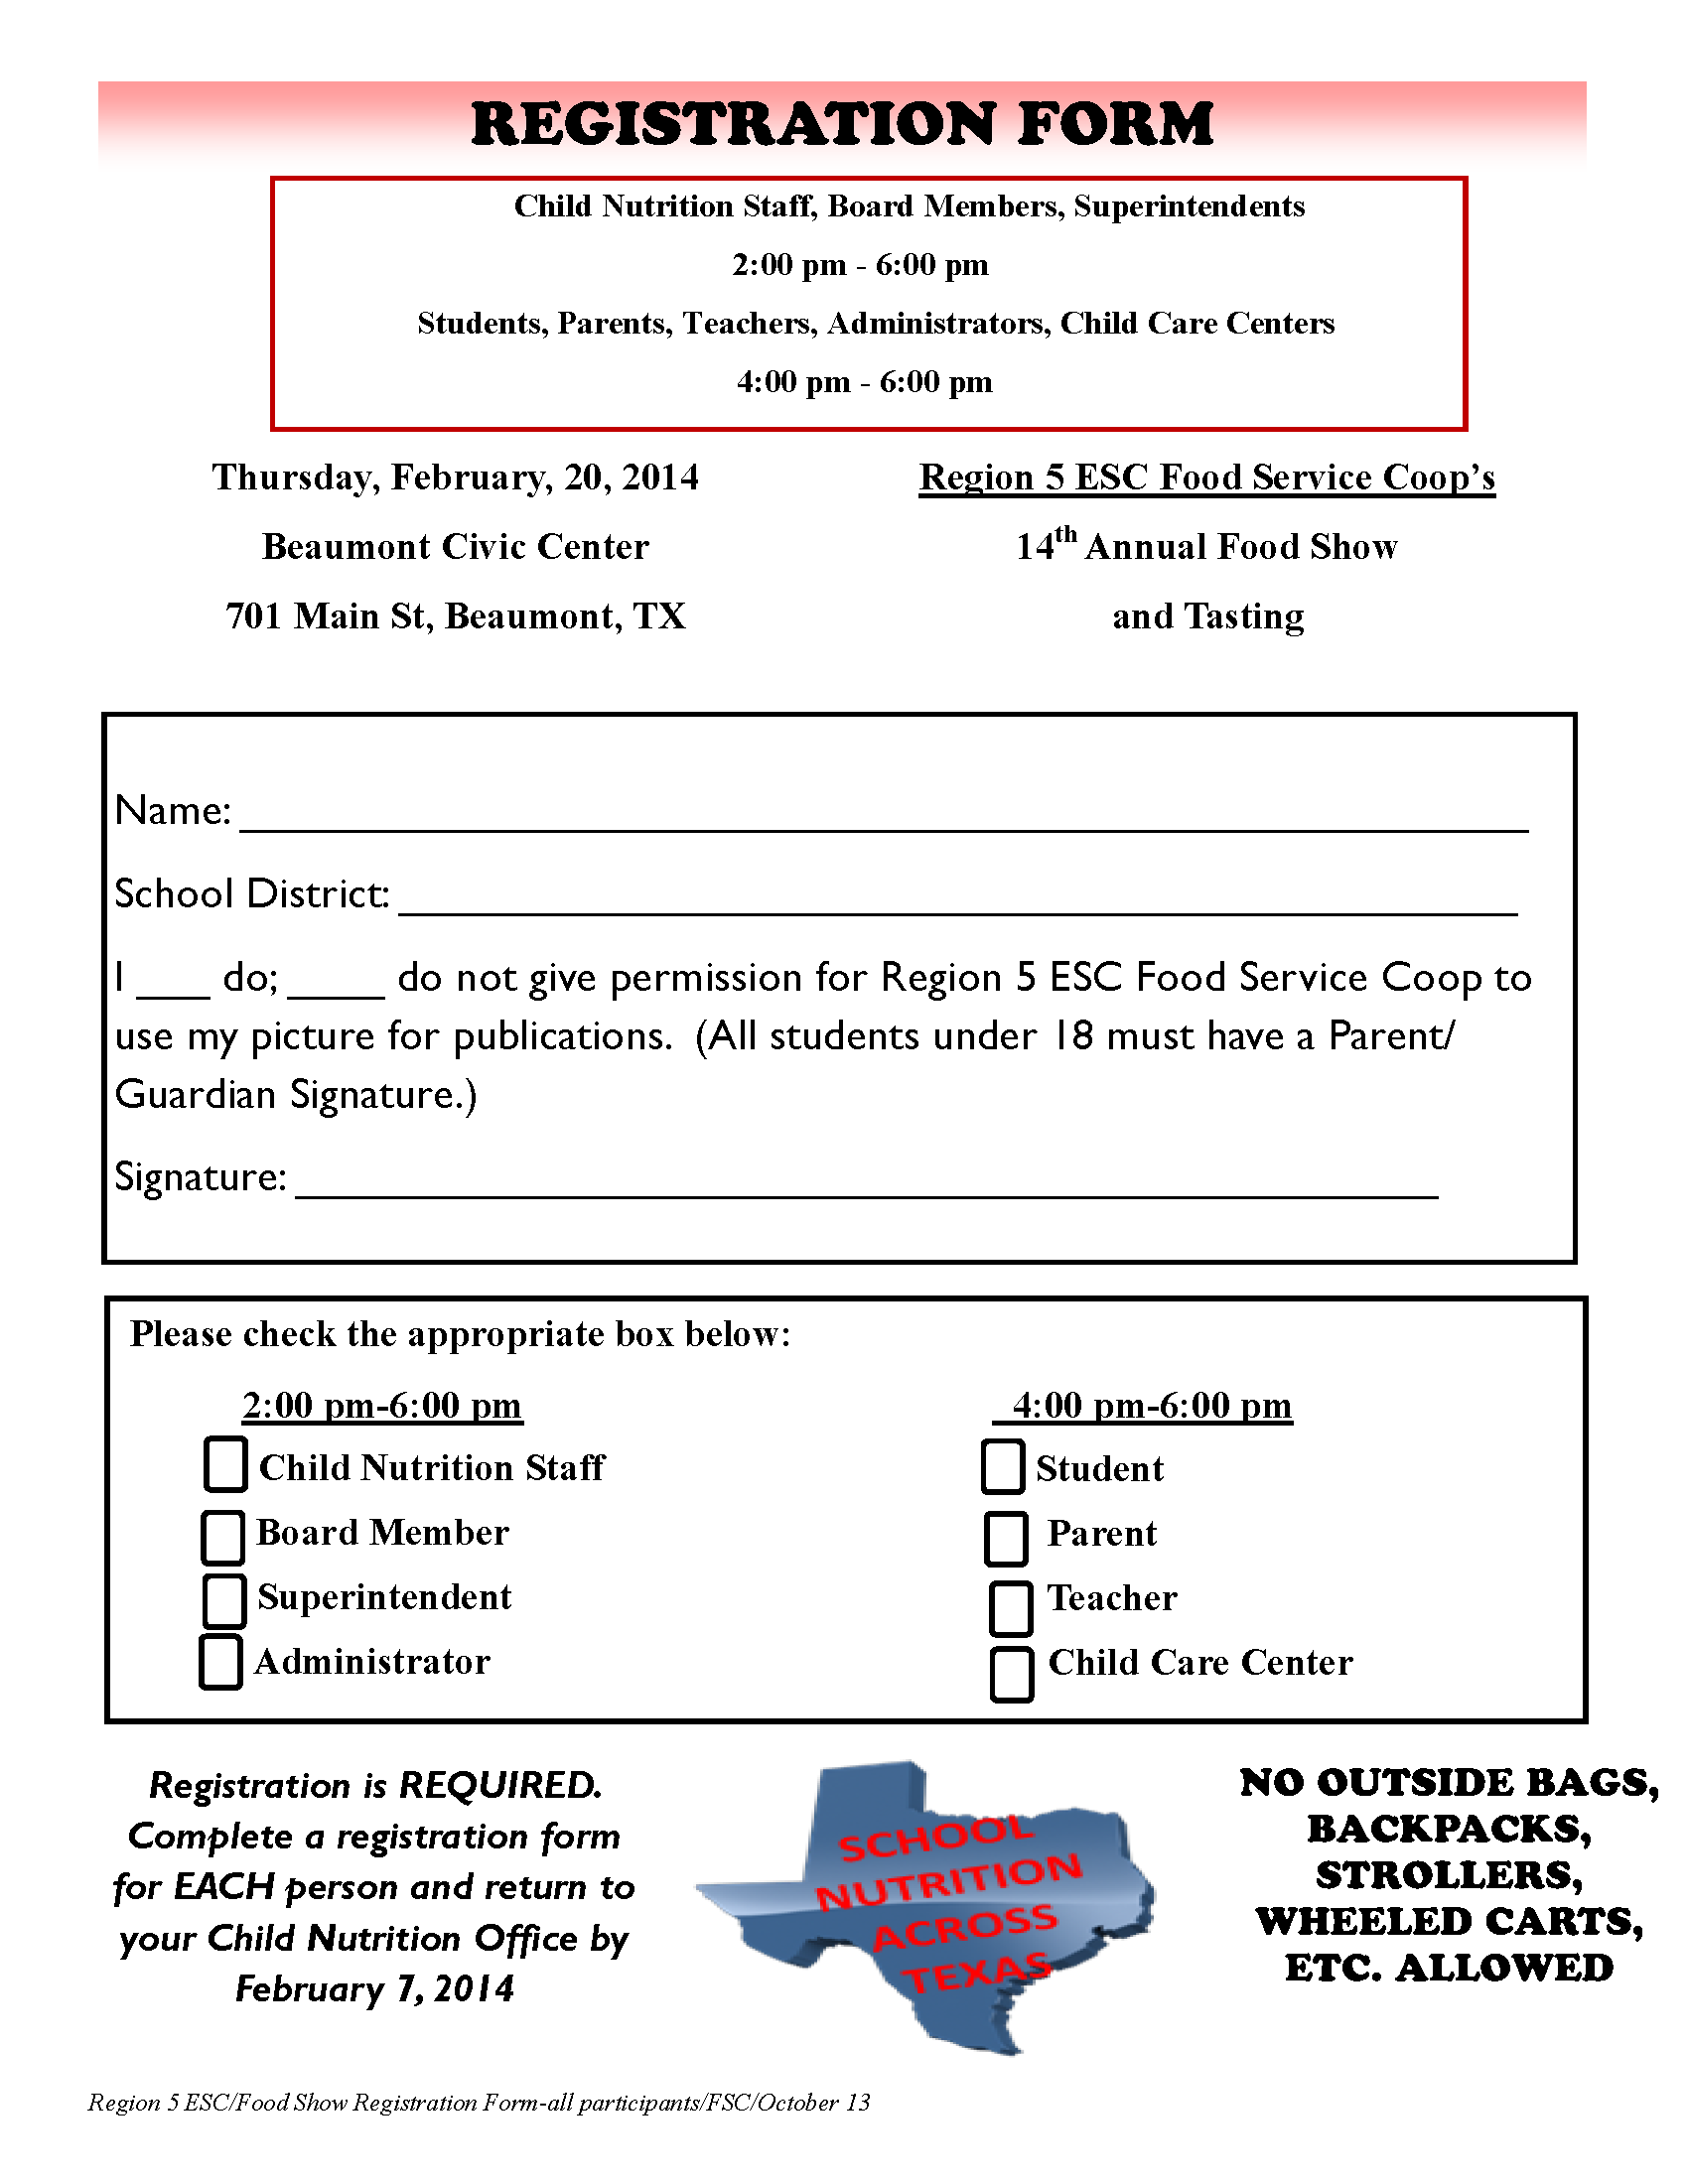 REGISTRATION FORM
Child Nutrition Staff, Board Members, Superintendents
2:00 pm - 6:00 pm
Students, Parents, Teachers, Administrators, Child Care Centers
4:00 pm - 6:00 pm
Thursday, February, 20, 2014
Beaumont Civic Center
701 Main St, Beaumont, TX
Region 5 ESC Food Service Coop’s
14th Annual Food Show
and Tasting
Name: ____________________
School District: ____________________
I ___ do; ____ do not give permission for Region 5 ESC Food Service Coop to
use my picture for publications. (All students under 18 must have a Parent/
Guardian Signature.)
Signature: ____________________
Please check the appropriate box below:
2:00 pm-6:00 pm
Child Nutrition Staff
Board Member
Superintendent
Administrator
4:00 pm-6:00 pm
Student
Parent
Teacher
Child Care Center
Registration is REQUIRED.
Complete a registration form
for EACH person and return to
your Child Nutrition Office by
February 7, 2014
SCHOOL
NUTRITION
ACROSS
TEXAS
NO OUTSIDE BAGS,
BACKPACKS,
STROLLERS,
WHEELED CARTS,
ETC. ALLOWED
Region 5 ESC/Food Show Registration Form-all participants/FSC/October 13